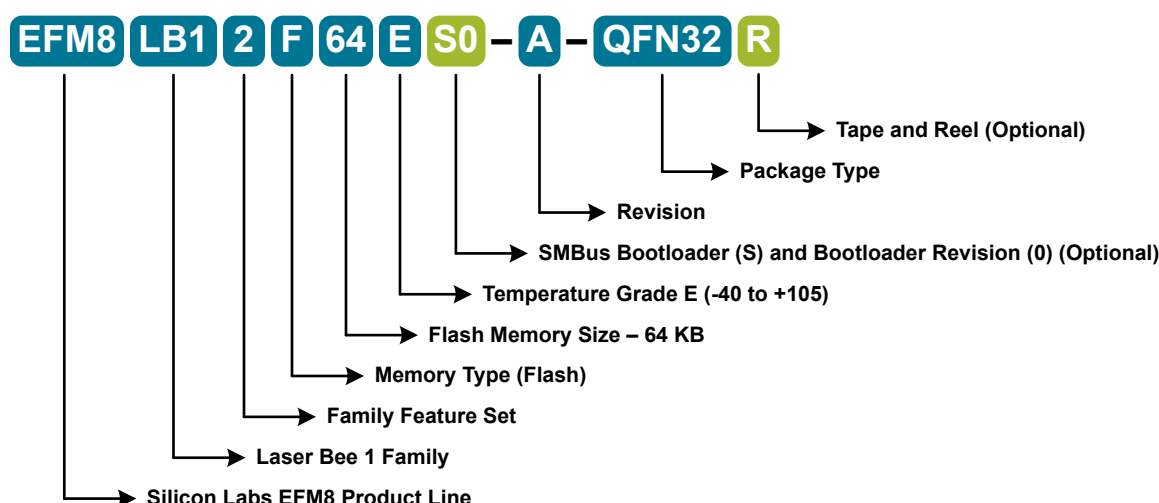 EFM8 LB1 2 F 64 E S0 – A – QFN32 R
Tape and Reel (Optional)
Package Type
Revision
SMBus Bootloader (S) and Bootloader Revision (0) (Optional)
Temperature Grade E (-40 to +105)
Flash Memory Size – 64 KB
Memory Type (Flash)
Family Feature Set
Laser Bee 1 Family
Silicon Labs EFM8 Product Line